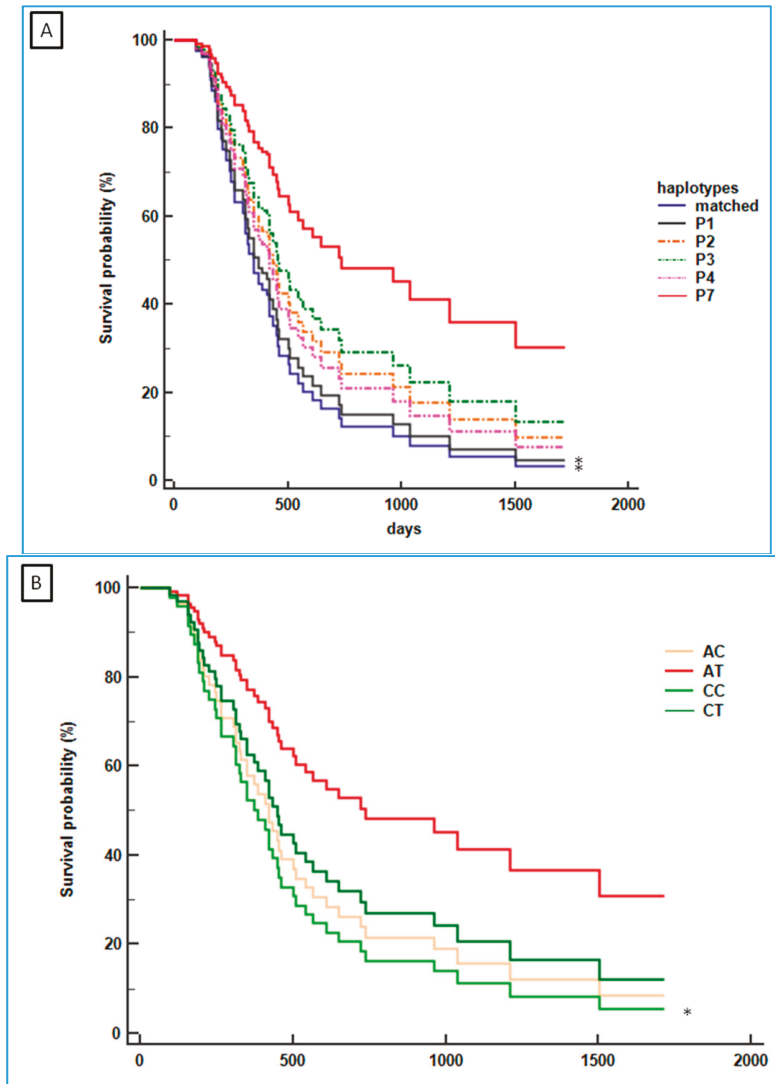 A
100
80
60
40
20
0
Survival probability (%)
0 500 1000 1500 2000
days
haplotypes
matched
P1
P2
P3
P4
P7
*
*
B
100
80
60
40
20
0
Survival probability (%)
0 500 1000 1500 2000
AC
AT
CC
CT
*